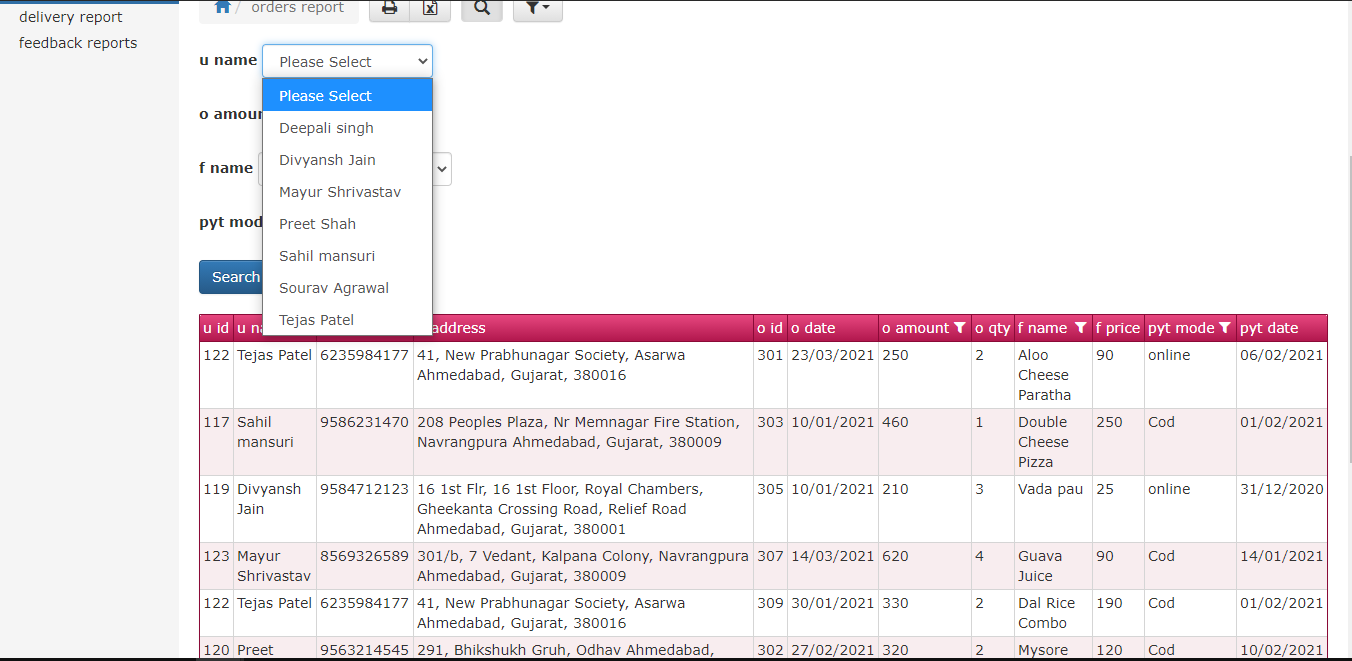 delivery report
feedback reports
/ orders report
u name Please Select
Please Select
Deepali singh
Divyansh Jain
Mayur Shrivastav
Preet Shah
Sahil mansuri
Sourav Agrawal
Tejas Patel
o amoun
f name
pyt mod
Search
u id u na address o id o date o amount o qty f name f price pyt mode pyt date
122 Tejas Patel 6235984177 41, New Prabhunagar Society, Asarwa 301 23/03/2021 250 2 Aloo 90 online 06/02/2021
Ahmedabad, Gujarat, 380016 Cheese
Paratha
117 Sahil 9586231470 208 Peoples Plaza, Nr Memnagar Fire Station, 303 10/01/2021 460 1 Double 250 Cod 01/02/2021
mansuri Navrangpura Ahmedabad, Gujarat, 380009 Cheese
Pizza
119 Divyansh 9584712123 16 1st Flr, 16 1st Floor, Royal Chambers, 305 10/01/2021 210 3 Vada pau 25 online 31/12/2020
Jain Gheekanta Crossing Road, Relief Road
Ahmedabad, Gujarat, 380001
123 Mayur 8569326589 301/b, 7 Vedant, Kalpana Colony, Navrangpura 307 14/03/2021 620 4 Guava 90 Cod 14/01/2021
Shrivastav Ahmedabad, Gujarat, 380009 Juice
122 Tejas Patel 6235984177 41, New Prabhunagar Society, Asarwa 309 30/01/2021 330 2 Dal Rice 190 Cod 01/02/2021
Ahmedabad, Gujarat, 380016 Combo
120 Preet 9563214545 291, Bhikshukh Gruh, Odhav Ahmedabad, 302 27/02/2021 320 2 Mysore 120 Cod 10/02/2021